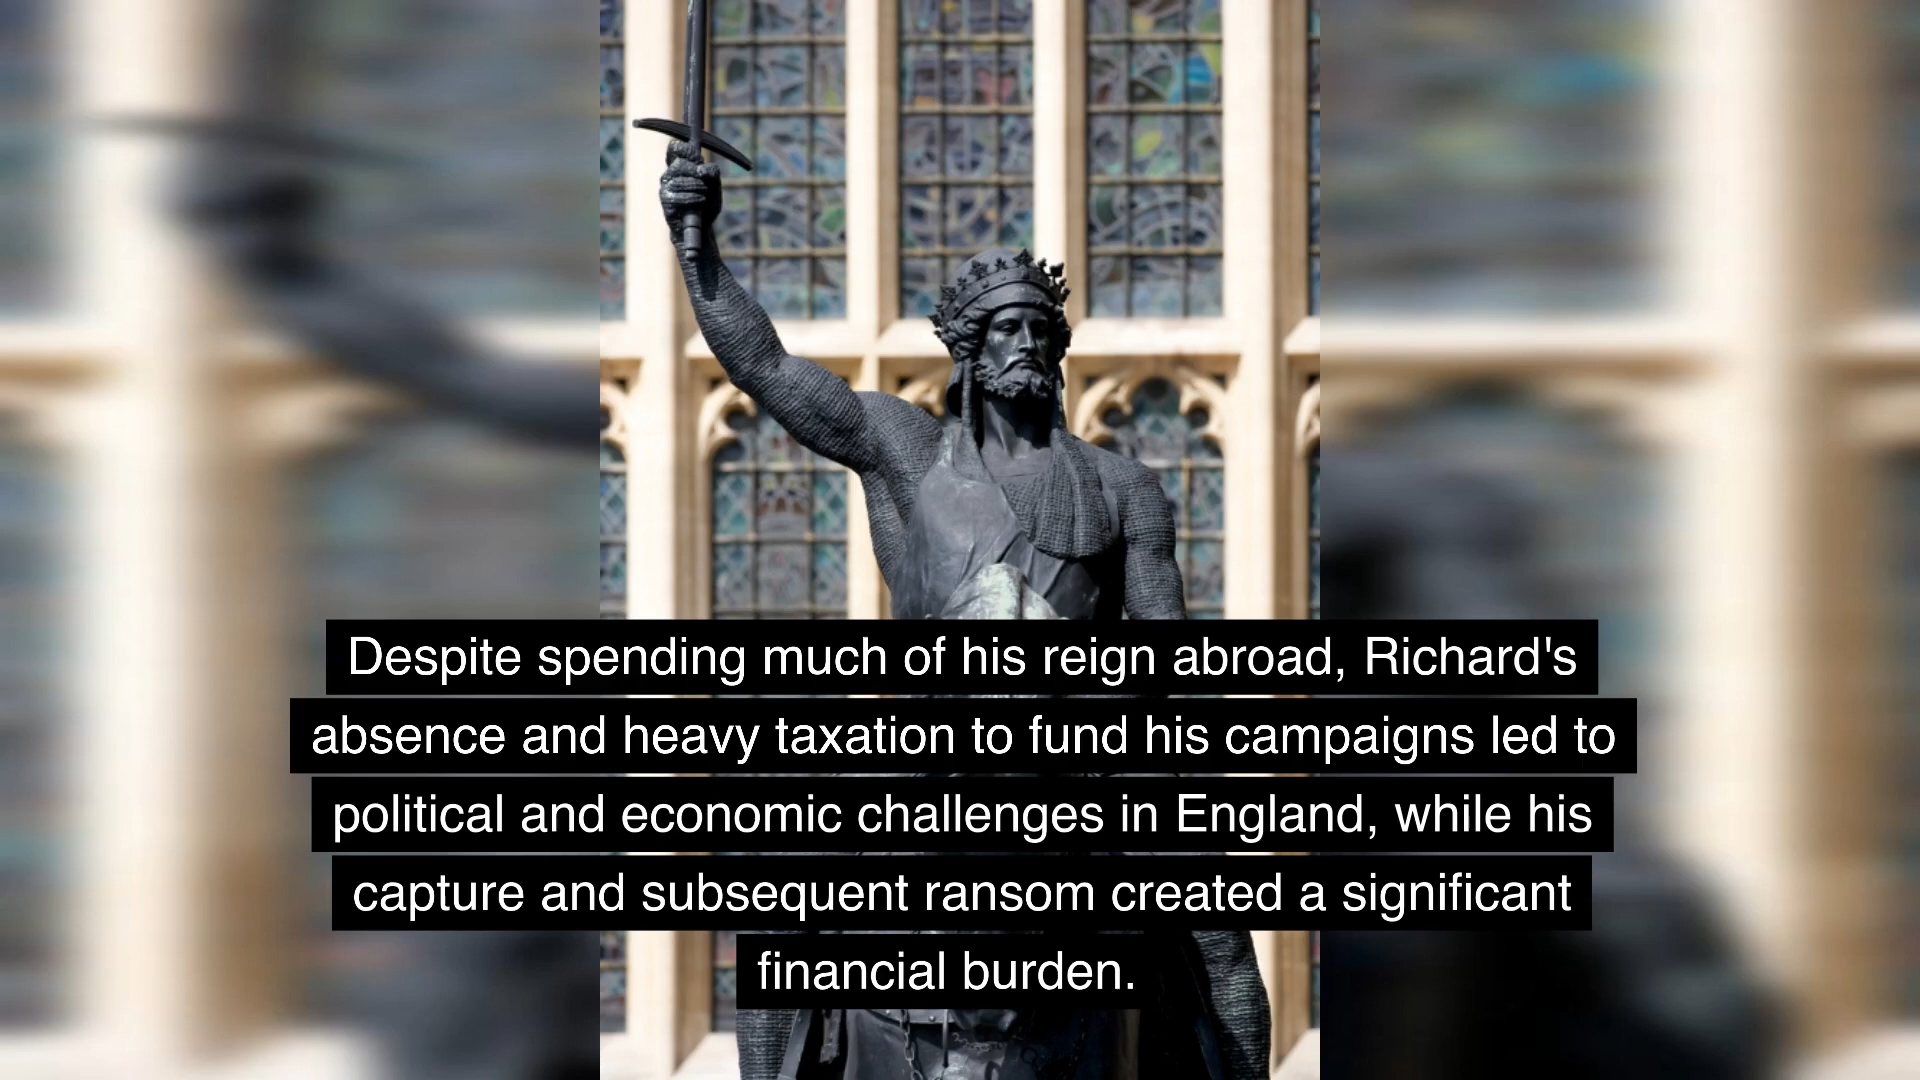 Despite spending much of his reign abroad, Richard's
absence and heavy taxation to fund his campaigns led to
political and economic challenges in England, while his
capture and subsequent ransom created a significant
financial burden.